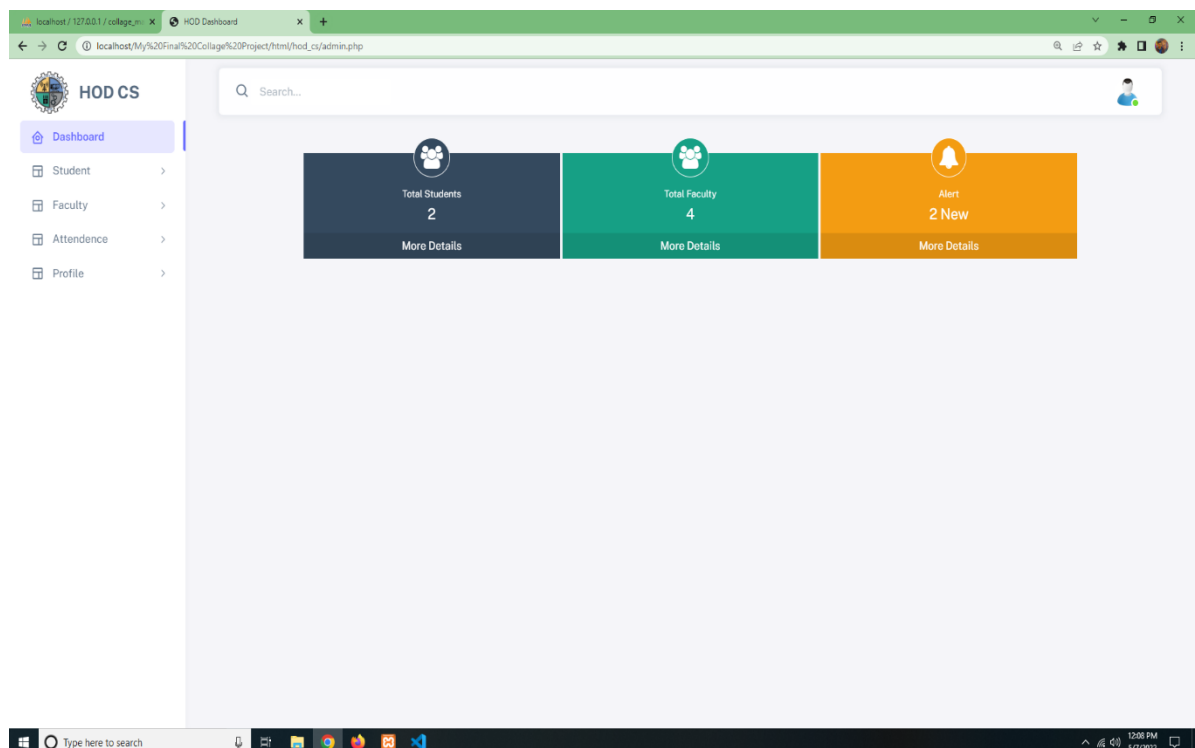 localhost / 127.0.0.1 / collage_m
HOD Dashboard
localhost/My%20Final%20Collage%20Project/html/hod_cs/admin.php
HOD CS
Search...
Dashboard
Student
Faculty
Attendence
Profile
Total Students
2
More Details
Total Faculty
4
More Details
Alert
2 New
More Details
Type here to search
12:08 PM